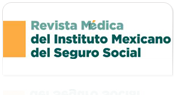 Revista Médica
del Instituto Mexicano
del Seguro Social